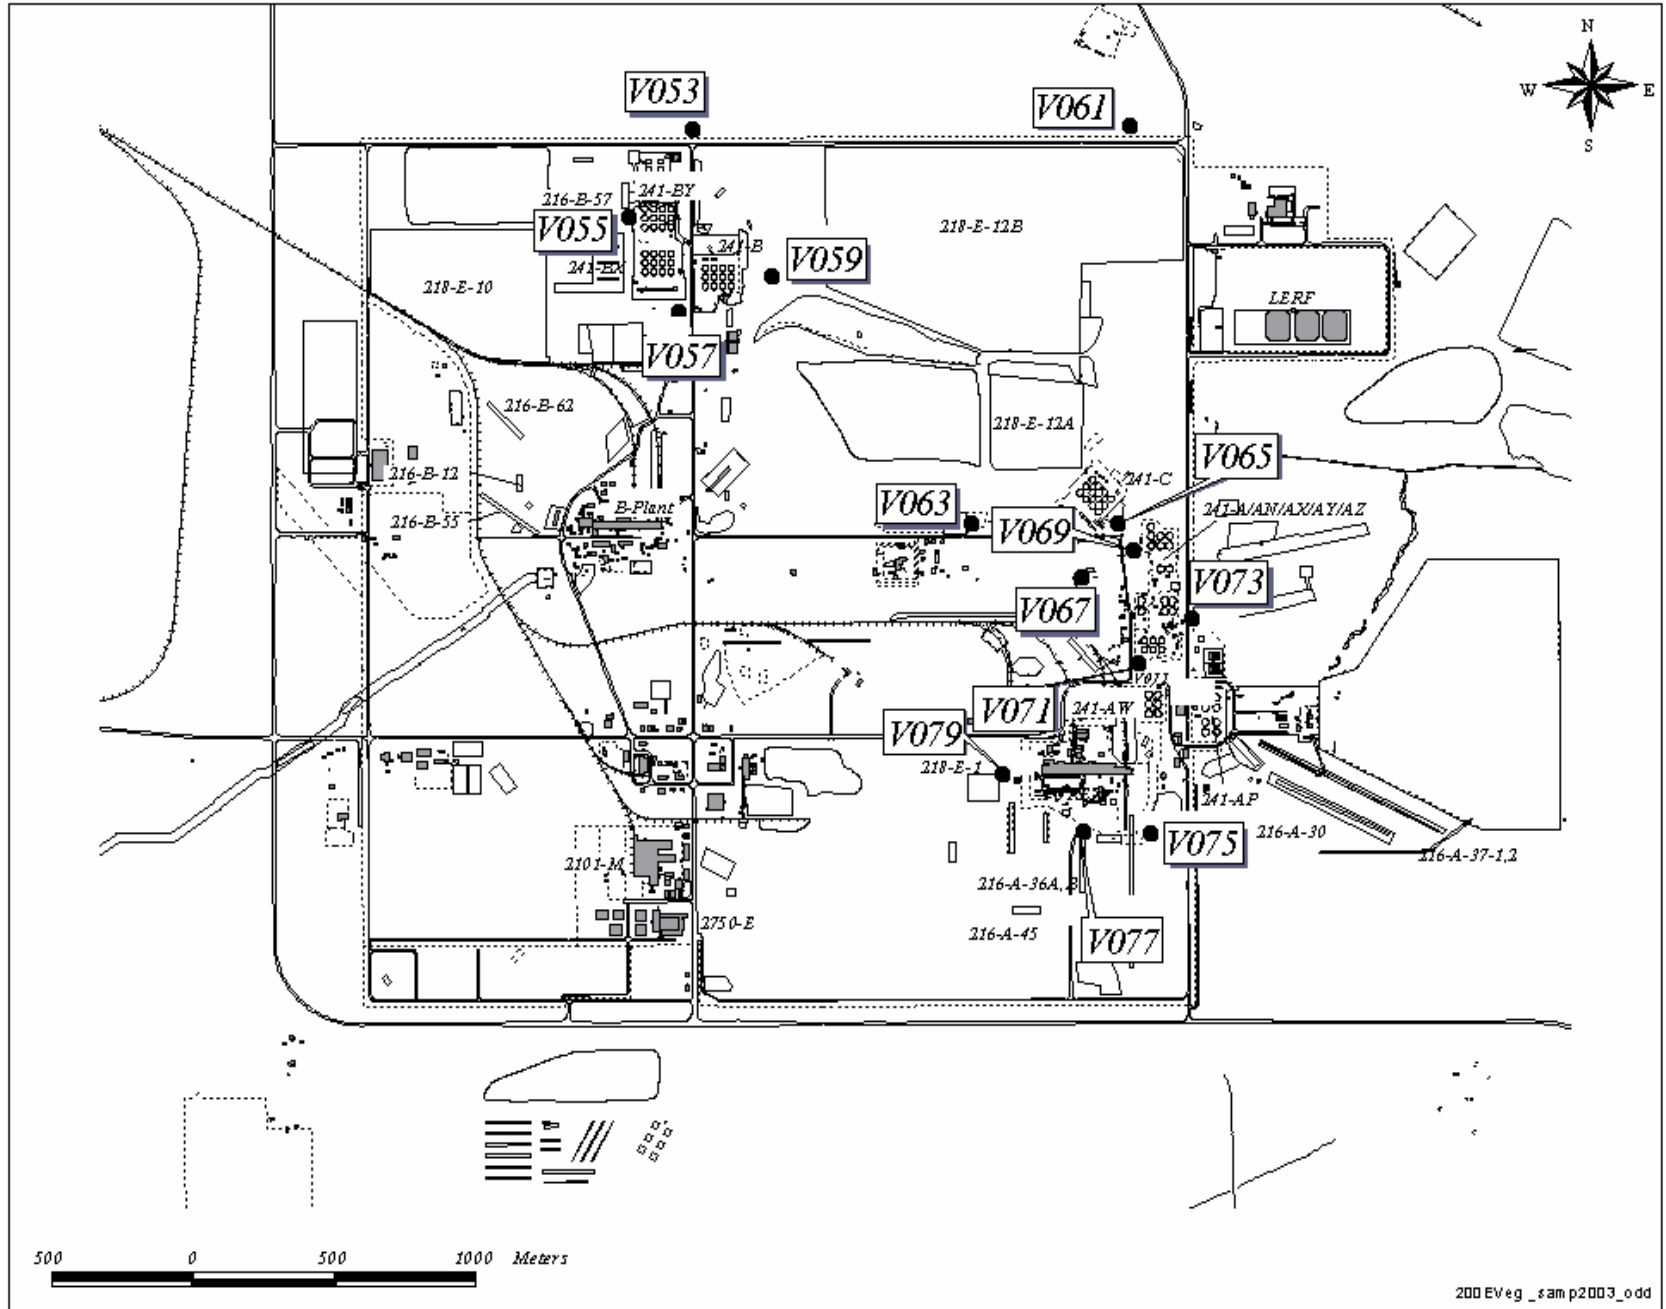 N
V053
V061
W
E
S
216-B-57
241-BY
V055
218-E-12B
241-B
V059
241-BX
218-E-10
LERF
V057
216-B-62
218-E-12A
V065
216-B-12
241-C
V063
B-Plant
241-A/AN/AX/AY/AZ
216-B-55
V069
V073
V067
V071
V071
241-AW
V079
218-E-1
241-AP
216-A-30
V075
216-A-37-1,2
2101-M
216-A-36A,B
2750-E
216-A-45
V077
500 0 500 1000 Meters
200EVeg_samp2003_odd